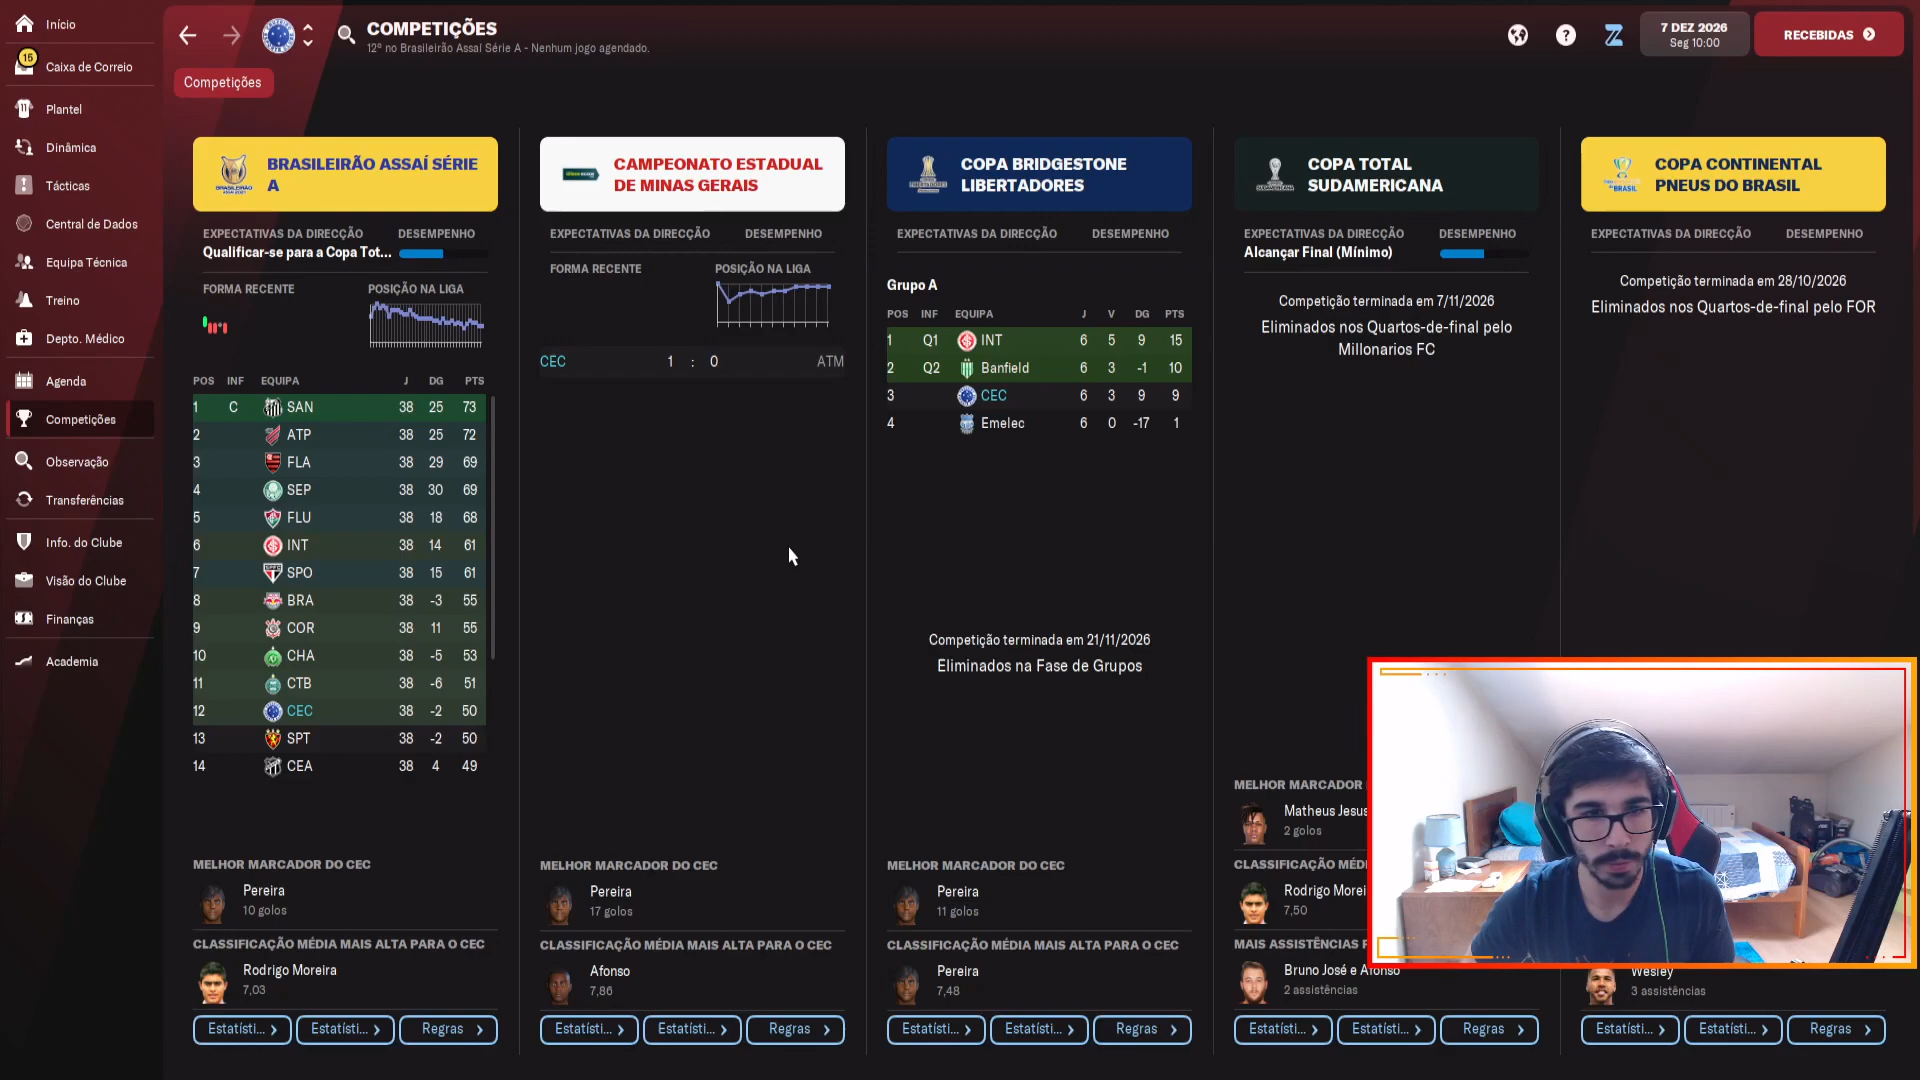 Início
15
Caixa de Correio
Plantel
Dinâmica
Tácticas
Central de Dados
Equipa Técnica
Treino
Depto. Médico
Agenda
Competições
Observação
Transferências
Info. do Clube
Visão do Clube
Finanças
Academia
COMPETIÇÕES
12º no Brasileirão Assaí Série A - Nenhum jogo agendado.
7 DEZ 2026
Seg 10:00
RECEBIDAS
Competições
BRASILEIRÃO ASSAÍ SÉRIE
A
EXPECTATIVAS DA DIRECÇÃO DESEMPENHO
Qualificar-se para a Copa Tot...
FORMA RECENTE POSIÇÃO NA LIGA
POS INF EQUIPA J DG PTS
1 C SAN 38 25 73
2 ATP 38 25 72
3 FLA 38 29 69
4 SEP 38 30 69
5 FLU 38 18 68
6 INT 38 14 61
7 SPO 38 15 61
8 BRA 38 -3 55
9 COR 38 11 55
10 CHA 38 -5 53
11 CTB 38 -6 51
12 CEC 38 -2 50
13 SPT 38 -2 50
14 CEA 38 4 49
MELHOR MARCADOR DO CEC
Pereira
10 golos
CLASSIFICAÇÃO MÉDIA MAIS ALTA PARA O CEC
Rodrigo Moreira
7,03
Estatísti... Estatísti... Regras
CAMPEONATO ESTADUAL
DE MINAS GERAIS
EXPECTATIVAS DA DIRECÇÃO DESEMPENHO
FORMA RECENTE POSIÇÃO NA LIGA
CEC 1 : 0 ATM
MELHOR MARCADOR DO CEC
Pereira
17 golos
CLASSIFICAÇÃO MÉDIA MAIS ALTA PARA O CEC
Afonso
7,86
Estatísti... Estatísti... Regras
COPA BRIDGESTONE
LIBERTADORES
EXPECTATIVAS DA DIRECÇÃO DESEMPENHO
Grupo A
POS INF EQUIPA J V DG PTS
1 Q1 INT 6 5 9 15
2 Q2 Banfield 6 3 -1 10
3 CEC 6 3 9 9
4 Emelec 6 0 -17 1
Competição terminada em 21/11/2026
Eliminados na Fase de Grupos
MELHOR MARCADOR DO CEC
Pereira
11 golos
CLASSIFICAÇÃO MÉDIA MAIS ALTA PARA O CEC
Pereira
7,48
Estatísti... Estatísti... Regras
COPA TOTAL
SUDAMERICANA
EXPECTATIVAS DA DIRECÇÃO DESEMPENHO
Alcançar Final (Mínimo)
Competição terminada em 7/11/2026
Eliminados nos Quartos-de-final pelo
Millonarios FC
MELHOR MARCADOR
Matheus Jesus
2 golos
CLASSIFICAÇÃO MÉDI
Rodrigo Morei
7,50
MAIS ASSISTÊNCIAS
Bruno José e Afonso
2 assistências
Estatísti... Estatísti... Regras
COPA CONTINENTAL
PNEUS DO BRASIL
EXPECTATIVAS DA DIRECÇÃO DESEMPENHO
Competição terminada em 28/10/2026
Eliminados nos Quartos-de-final pelo FOR
Wesley
3 assistências
Estatísti... Estatísti... Regras